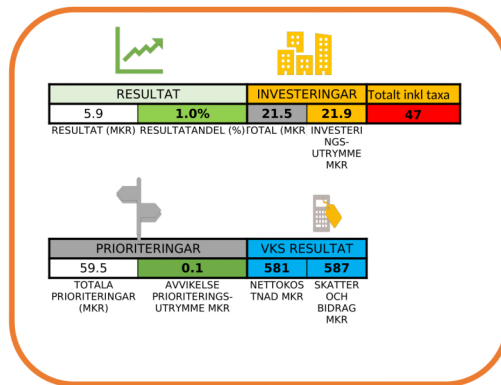 RESULTAT INVESTERINGAR Totalt inkl taxa
5.9 1.0% 21.5 21.9 47
RESULTAT (MKR) RESULTATANDEL (%) TOTAL (MKR INVESTERI
NGS-
UTRYMME
MKR
PRIORITERINGAR VKS RESULTAT
59.5 0.1 581 587
TOTALA AVVIKELSE NETTOKOS SKATTER
PRIORITERINGAR PRIORITERINGS- TNAD MKR OCH
(MKR) UTRYMME MKR BIDRAG
MKR